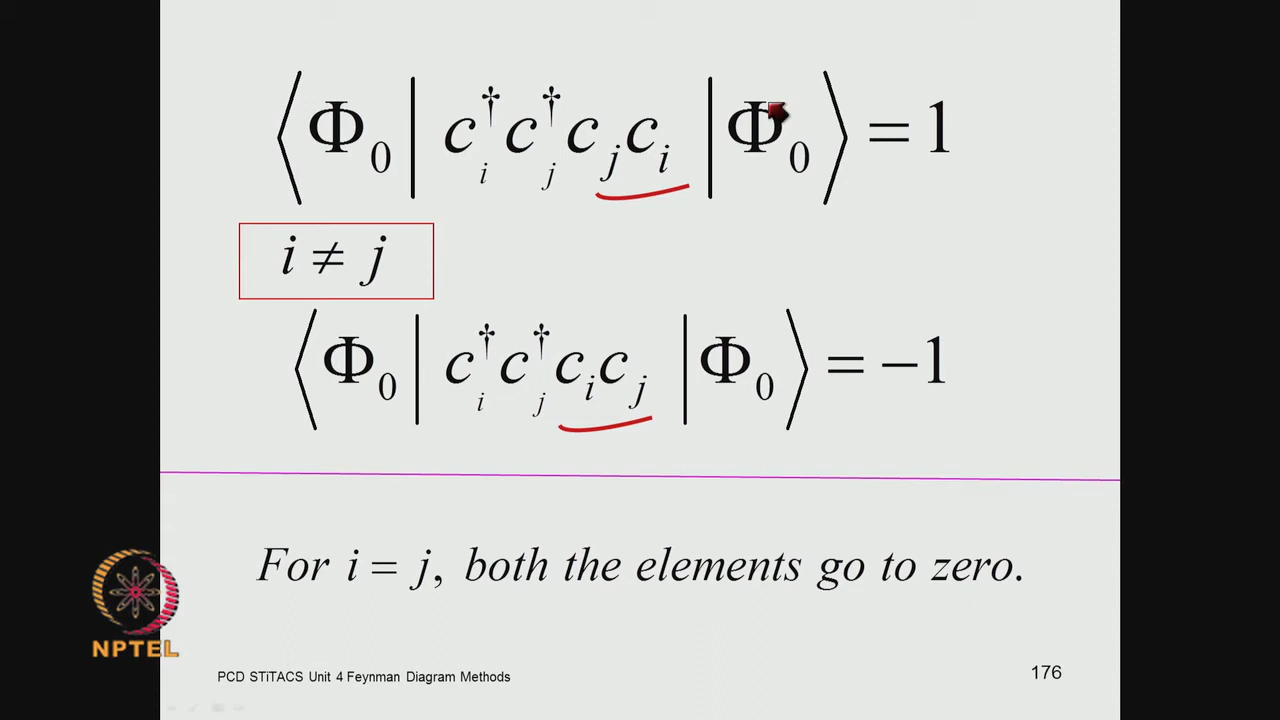 ⟨Φ₀| c†ᵢ c†ⱼ cⱼ cᵢ |Φ₀⟩ = 1
i ≠ j
⟨Φ₀| c†ᵢ c†ⱼ cᵢ cⱼ |Φ₀⟩ = −1
For i = j, both the elements go to zero.
NPTEL
PCD STiTACS Unit 4 Feynman Diagram Methods
176